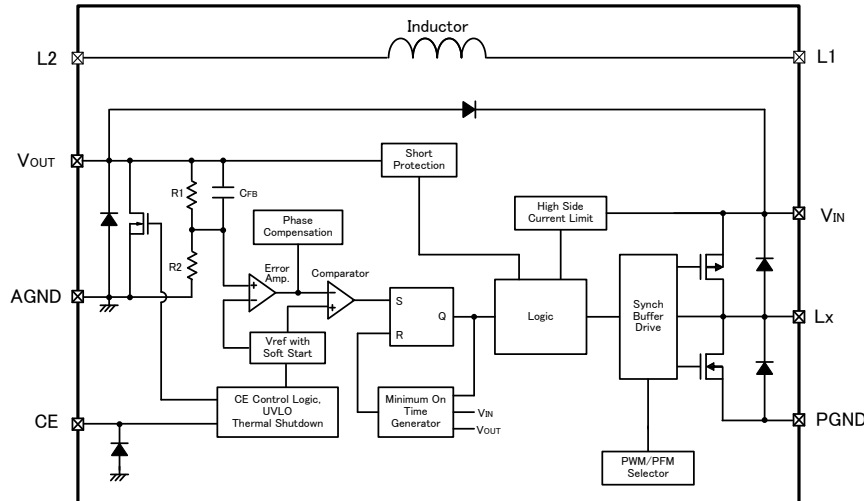 Inductor
L2
L1
VOUT
Short
Protection
R1
CFB
High Side
Current Limit
VIN
Phase
Compensation
R2
Error
Amp.
Comparator
AGND
S
Q
R
Logic
Synch
Buffer
Drive
Lx
Vref with
Soft Start
CE Control Logic,
UVLO
Thermal Shutdown
Minimum On
Time
Generator
VIN
VOUT
CE
PGND
PWM/PFM
Selector